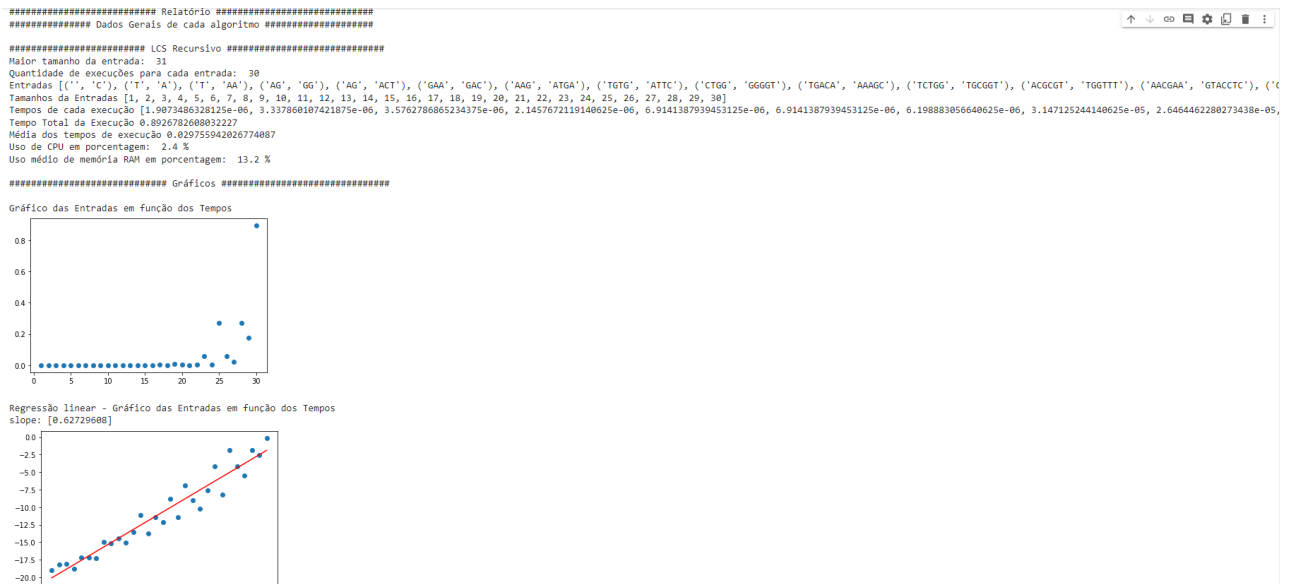 ########################### Relatório #############################
############### Dados Gerais de cada algoritmo ####################
######################### LCS Recursivo #############################
Maior tamanho da entrada:  31
Quantidade de execuções para cada entrada:  30
Entradas [('', 'C'), ('T', 'A'), ('T', 'AA'), ('AG', 'GG'), ('AG', 'ACT'), ('GAA', 'GAC'), ('AAG', 'ATGA'), ('TGTG', 'ATTC'), ('CTGG', 'GGGGT'), ('TGACA', 'AAAGC'), ('TCTGG', 'TGCGGT'), ('ACGCGT', 'TGGTTT'), ('AACGAA', 'GTACCTC'), ('C
Tamanhos da Entradas [1, 2, 3, 4, 5, 6, 7, 8, 9, 10, 11, 12, 13, 14, 15, 16, 17, 18, 19, 20, 21, 22, 23, 24, 25, 26, 27, 28, 29, 30]
Tempos de cada execução [1.9073486328125e-06, 3.337860107421875e-06, 3.5762786865234375e-06, 2.1457672119140625e-06, 6.9141387939453125e-06, 6.9141387939453125e-06, 6.198883056640625e-06, 3.147125244140625e-05, 2.6464462280273438e-05,
Tempo Total da Execução 0.8926782608032227
Média dos tempos de execução 0.029755942026774087
Uso de CPU em porcentagem:  2.4 %
Uso médio de memória RAM em porcentagem:  13.2 %
############################# Gráficos ###############################
Gráfico das Entradas em função dos Tempos
0.8
0.6
0.4
0.2
0.0
0 5 10 15 20 25 30
Regressão linear - Gráfico das Entradas em função dos Tempos
slope: [0.62729608]
0.0
−2.5
−5.0
−7.5
−10.0
−12.5
−15.0
−17.5
−20.0